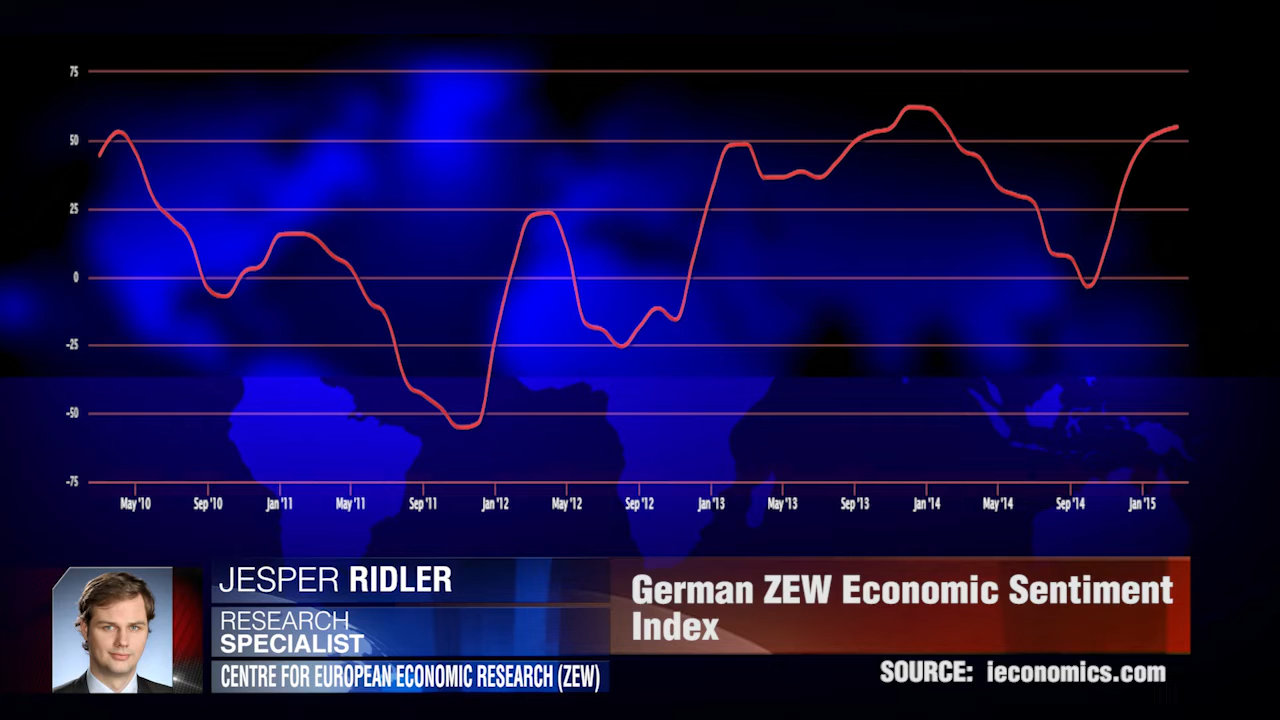 75
50
25
0
-25
-50
-75
May '10 Sep '10 Jan '11 May '11 Sep '11 Jan '12 May '12 Sep '12 Jan '13 May '13 Sep '13 Jan '14 May '14 Sep '14 Jan '15
JESPER RIDLER
RESEARCH
SPECIALIST
CENTRE FOR EUROPEAN ECONOMIC RESEARCH (ZEW)
German ZEW Economic Sentiment
Index
SOURCE: ieconomics.com